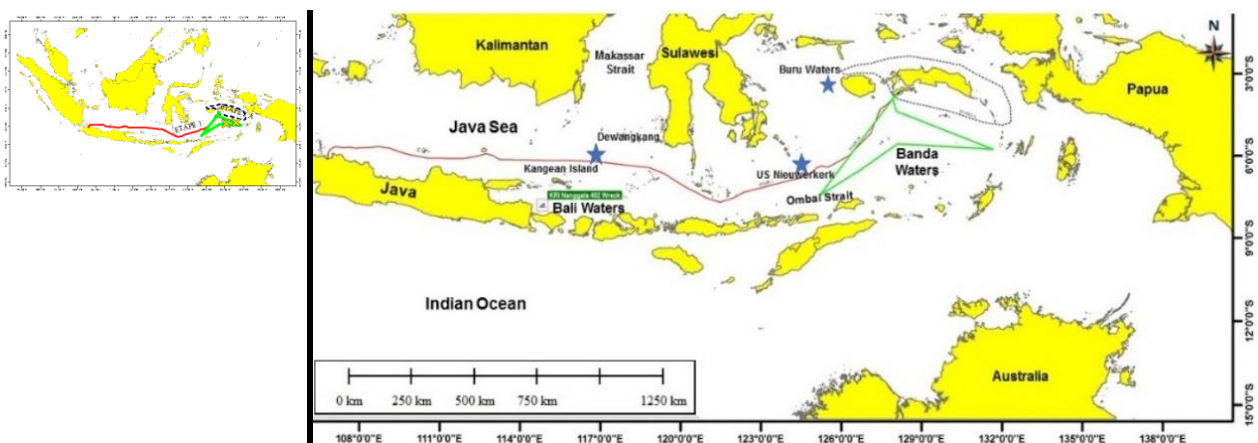 ETAPE 1
N
Kalimantan
Makassar
Strait
Sulawesi
Buru Waters
Papua
Java Sea
Dewangkang
Kangean Island
US Nieuwerkerk
Banda
Waters
Java
KRI Nanggala 402 Wreck
Bali Waters
Ombai Strait
Indian Ocean
Australia
0 km 250 km 500 km 750 km 1250 km
3°0'0"S
6°0'0"S
9°0'0"S
12°0'0"S
15°0'0"S
108°0'0"E 111°0'0"E 114°0'0"E 117°0'0"E 120°0'0"E 123°0'0"E 126°0'0"E 129°0'0"E 132°0'0"E 135°0'0"E 138°0'0"E